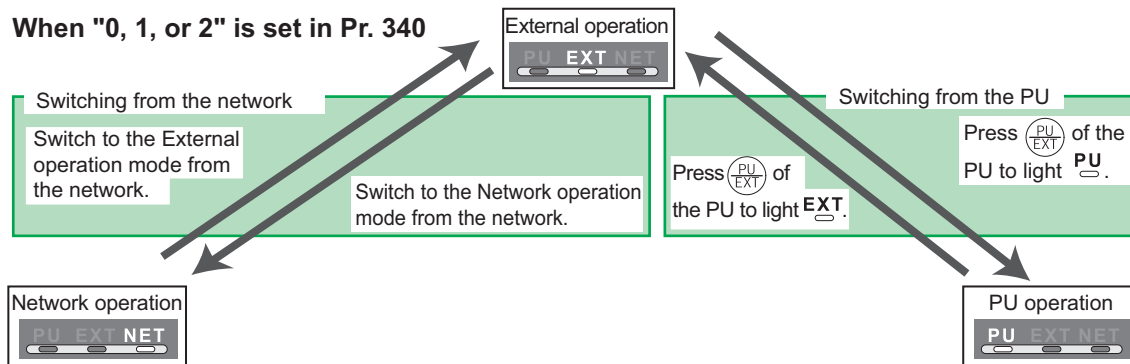 When "0, 1, or 2" is set in Pr. 340
External operation
PU EXT NET
Switching from the network
Switch to the External
operation mode from
the network.
Switch to the Network operation
mode from the network.
Switching from the PU
Press PU/EXT of
the PU to light EXT.
Press PU/EXT of the
PU to light PU.
Network operation
PU EXT NET
PU operation
PU EXT NET